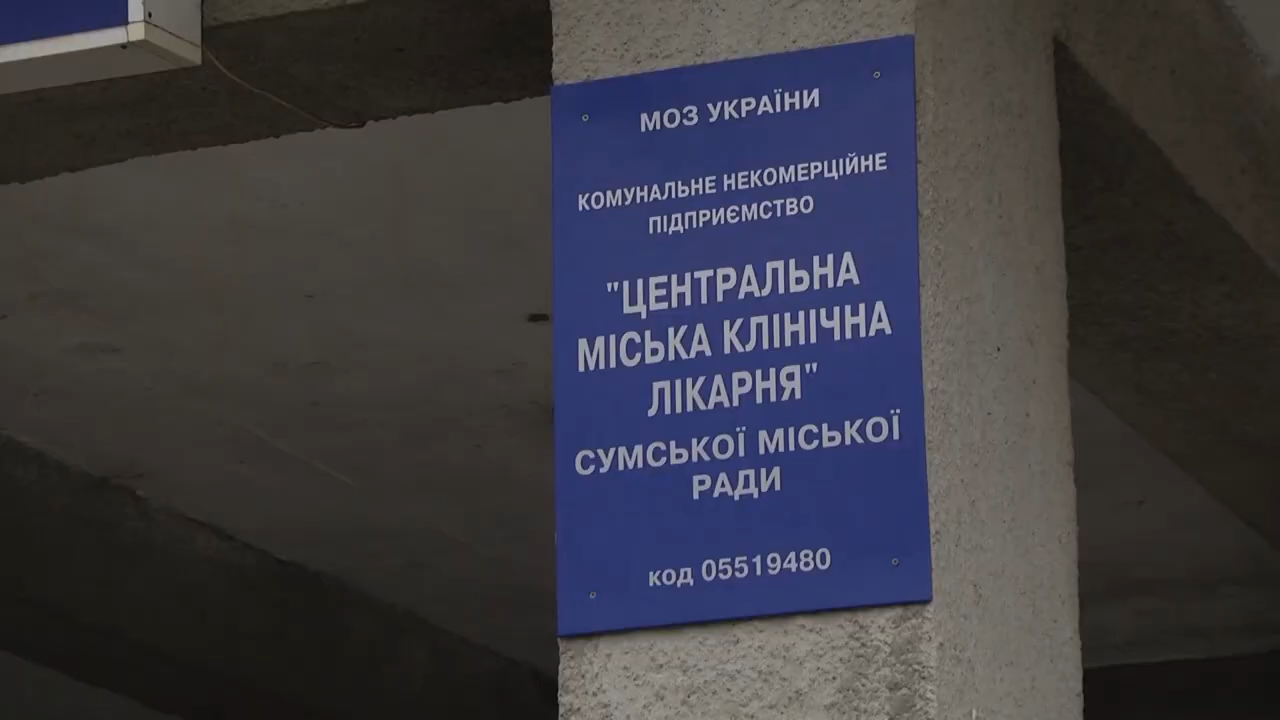 МОЗ УКРАЇНИ
КОМУНАЛЬНЕ НЕКОМЕРЦІЙНЕ
ПІДПРИЄМСТВО
"ЦЕНТРАЛЬНА
МІСЬКА КЛІНІЧНА
ЛІКАРНЯ"
СУМСЬКОЇ МІСЬКОЇ
РАДИ
код 05519480